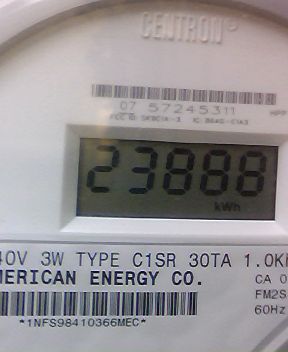 CENTRON®
07 57245311
23888
kWh
40V 3W TYPE C1SR 30TA 1.0K
MERICAN ENERGY CO.
CA 0
FM2S
60Hz
*1NFS98410366MEC*